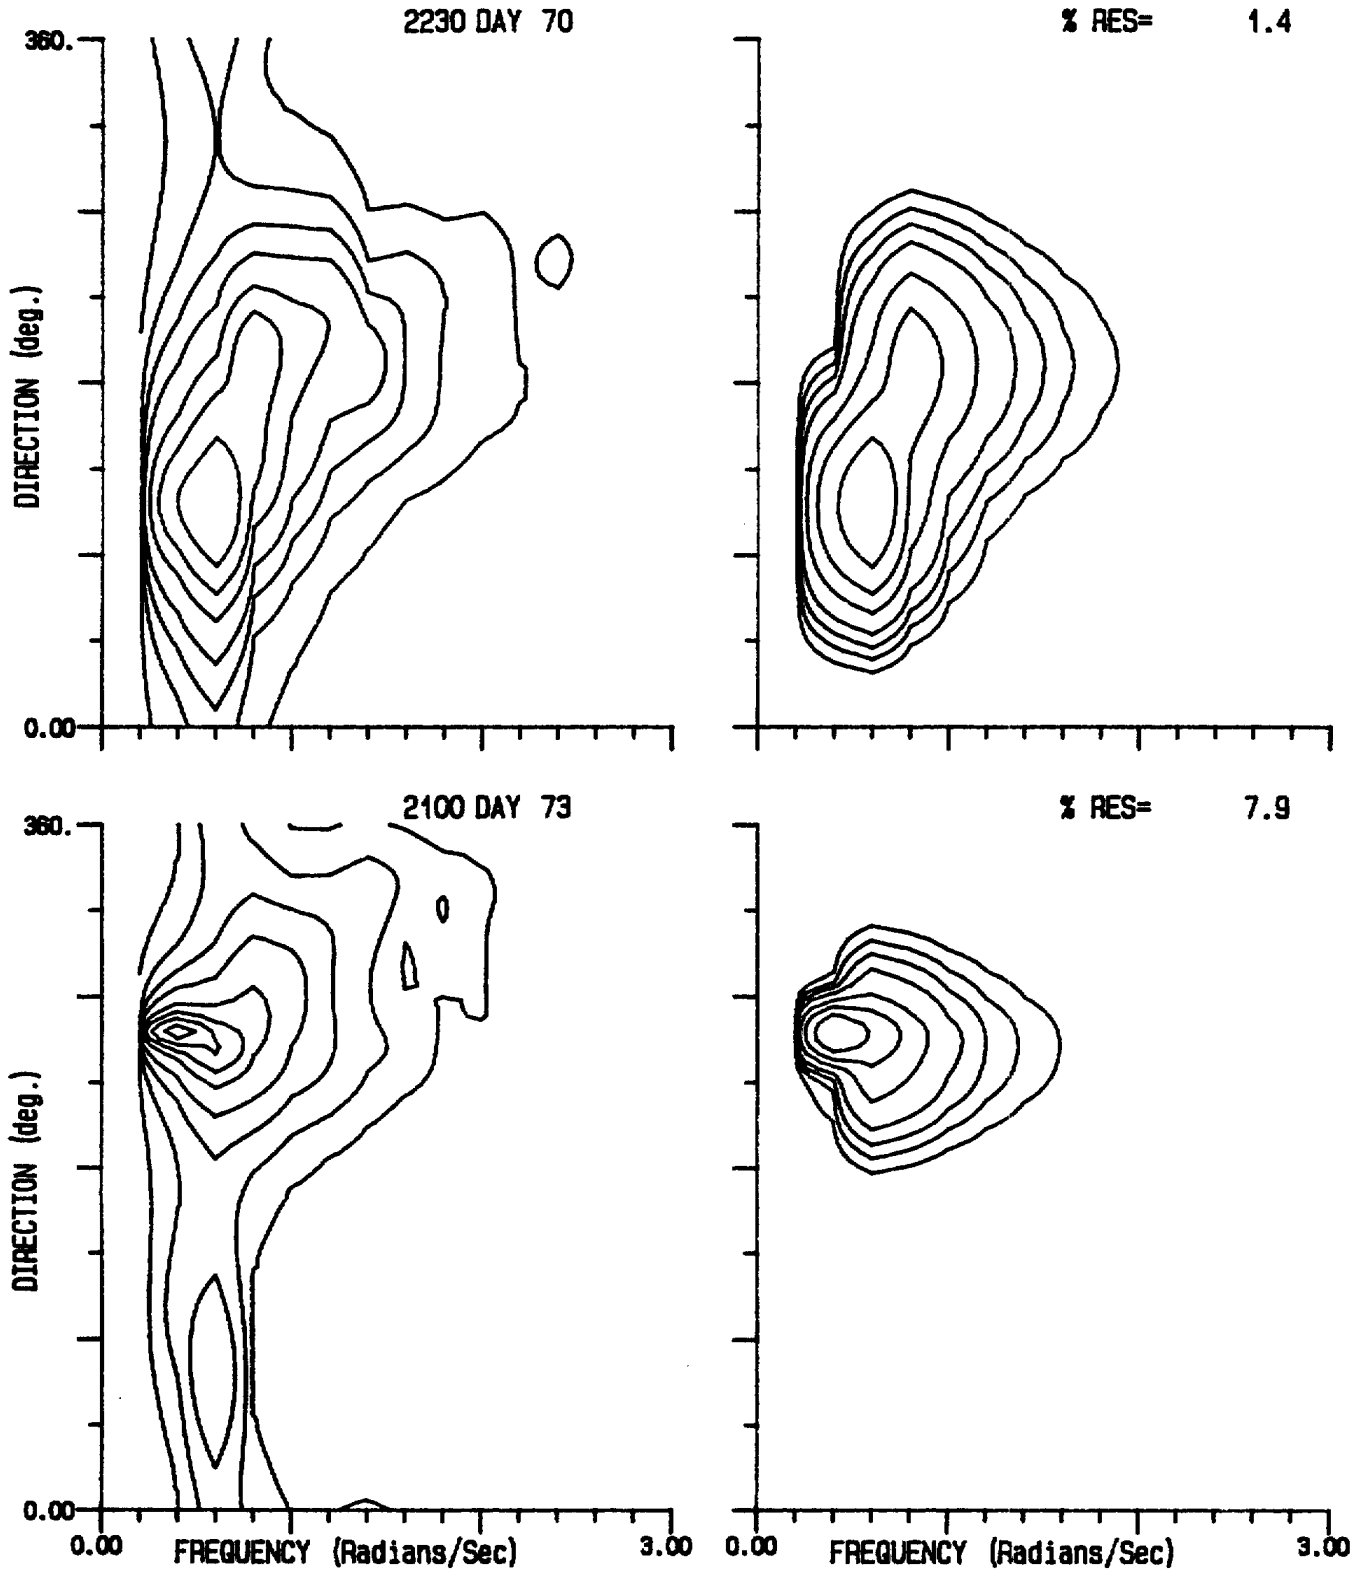 2230 DAY 70
% RES= 1.4
360.
DIRECTION (deg.)
0.00
2100 DAY 73
% RES= 7.9
360.
DIRECTION (deg.)
0.00
0.00 FREQUENCY (Radians/Sec) 3.00
0.00 FREQUENCY (Radians/Sec) 3.00